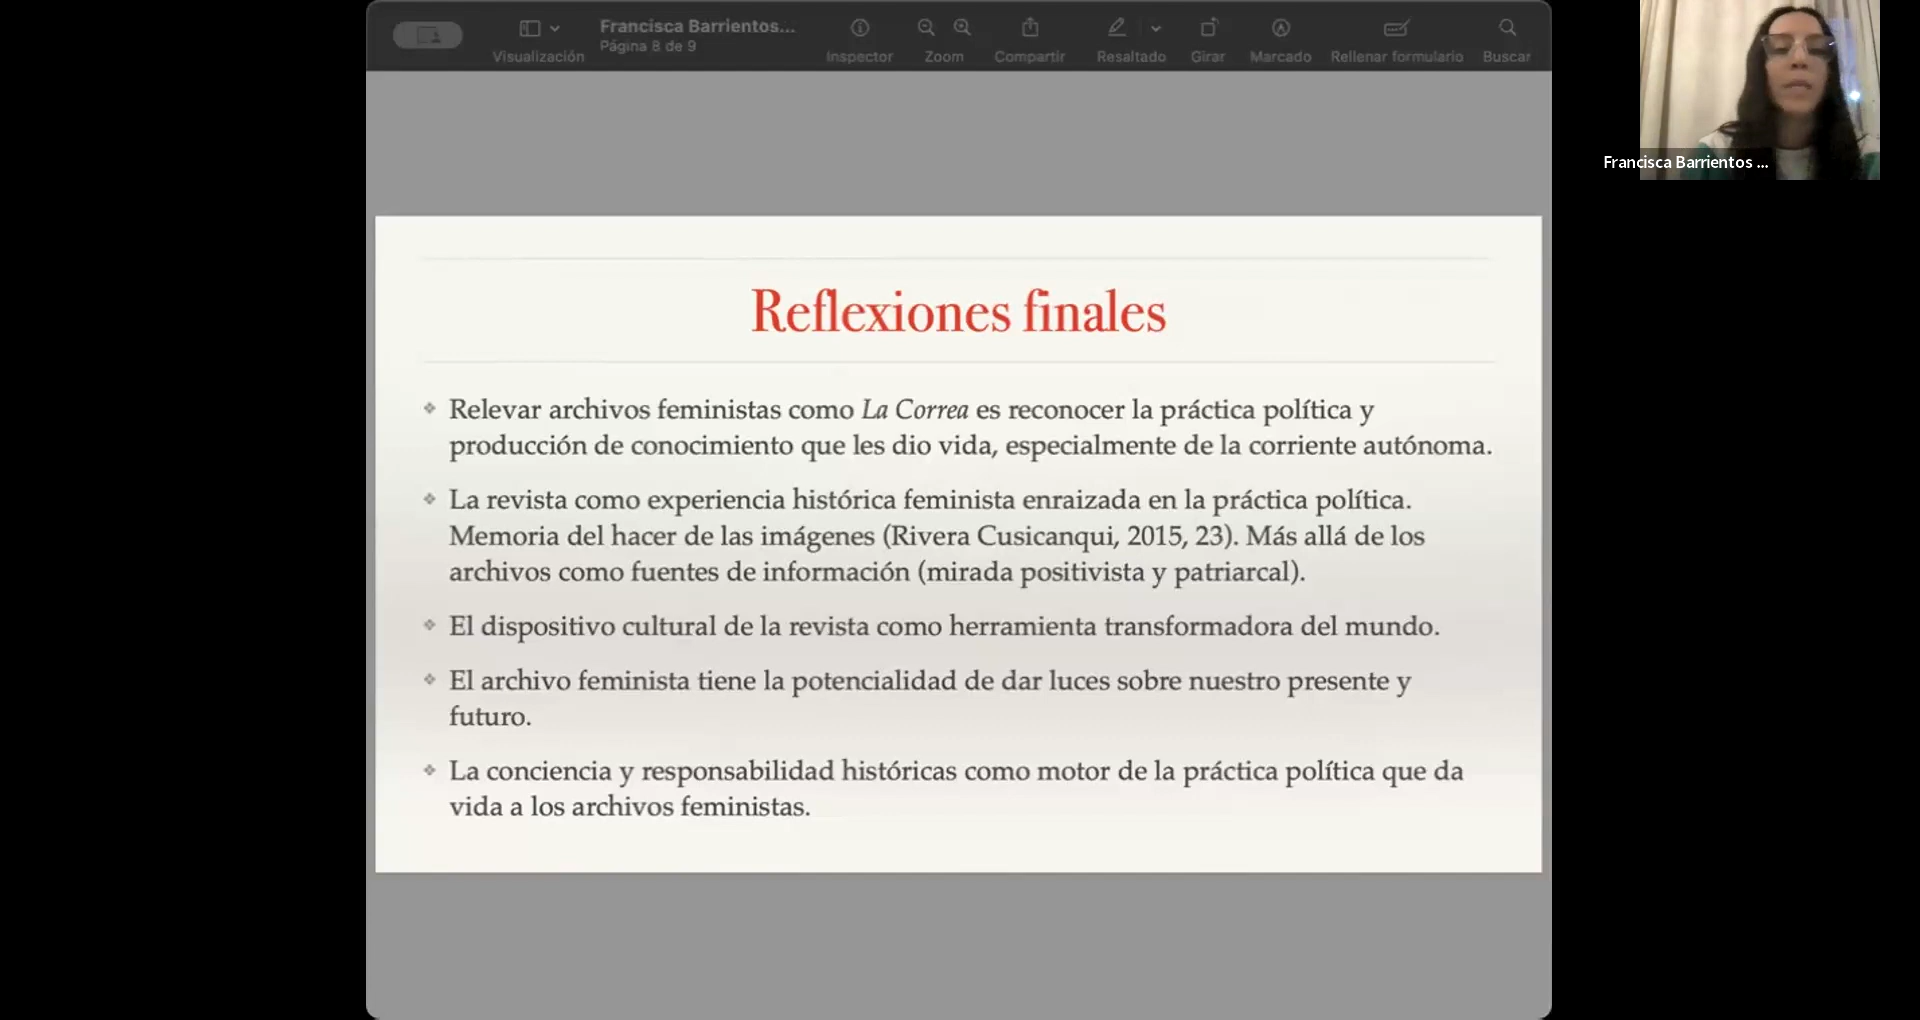 Francisca Barrientos...
Página 8 de 9
Visualización
Inspector
Zoom
Compartir
Resaltado
Girar
Marcado
Rellenar formulario
Buscar
Francisca Barrientos ...
Reflexiones finales
❖ Relevar archivos feministas como La Correa es reconocer la práctica política y
producción de conocimiento que les dio vida, especialmente de la corriente autónoma.
❖ La revista como experiencia histórica feminista enraizada en la práctica política.
Memoria del hacer de las imágenes (Rivera Cusicanqui, 2015, 23). Más allá de los
archivos como fuentes de información (mirada positivista y patriarcal).
❖ El dispositivo cultural de la revista como herramienta transformadora del mundo.
❖ El archivo feminista tiene la potencialidad de dar luces sobre nuestro presente y
futuro.
❖ La conciencia y responsabilidad históricas como motor de la práctica política que da
vida a los archivos feministas.